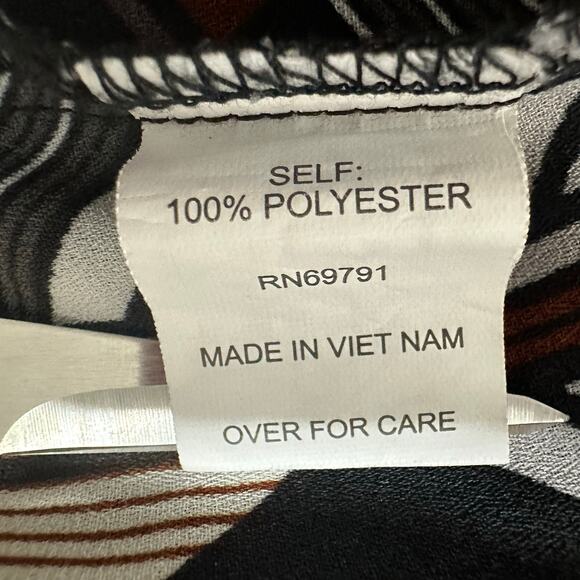 SELF:
100% POLYESTER
RN69791
MADE IN VIET NAM
OVER FOR CARE